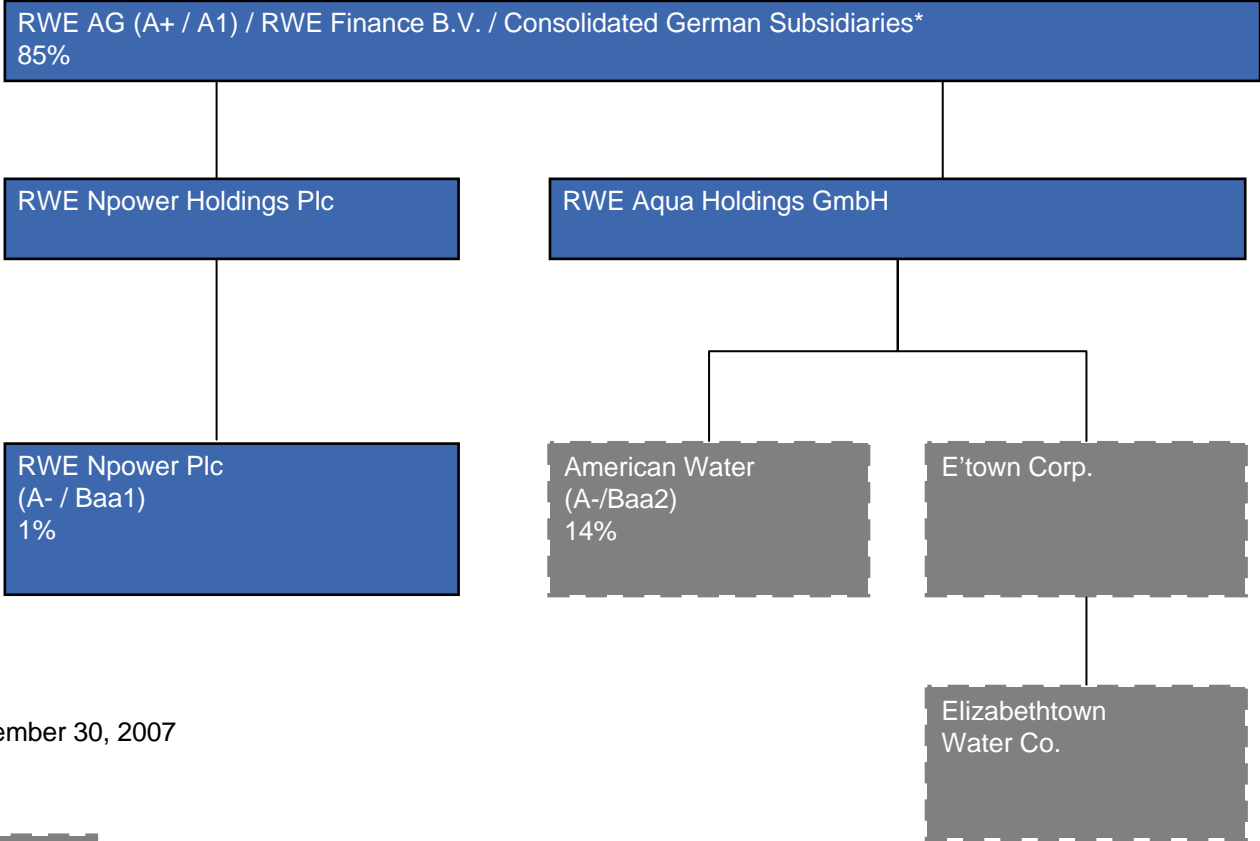 RWE AG (A+ / A1) / RWE Finance B.V. / Consolidated German Subsidiaries*
85%
RWE Npower Holdings Plc
RWE Aqua Holdings GmbH
RWE Npower Plc
(A- / Baa1)
1%
American Water
(A-/Baa2)
14%
E’town Corp.
Elizabethtown
Water Co.
30, 2007